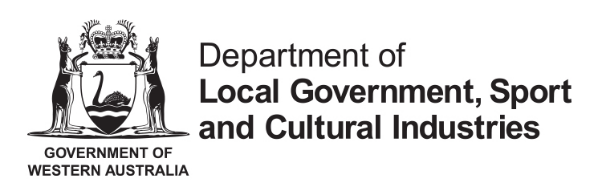 Department of
Local Government, Sport
and Cultural Industries
GOVERNMENT OF
WESTERN AUSTRALIA